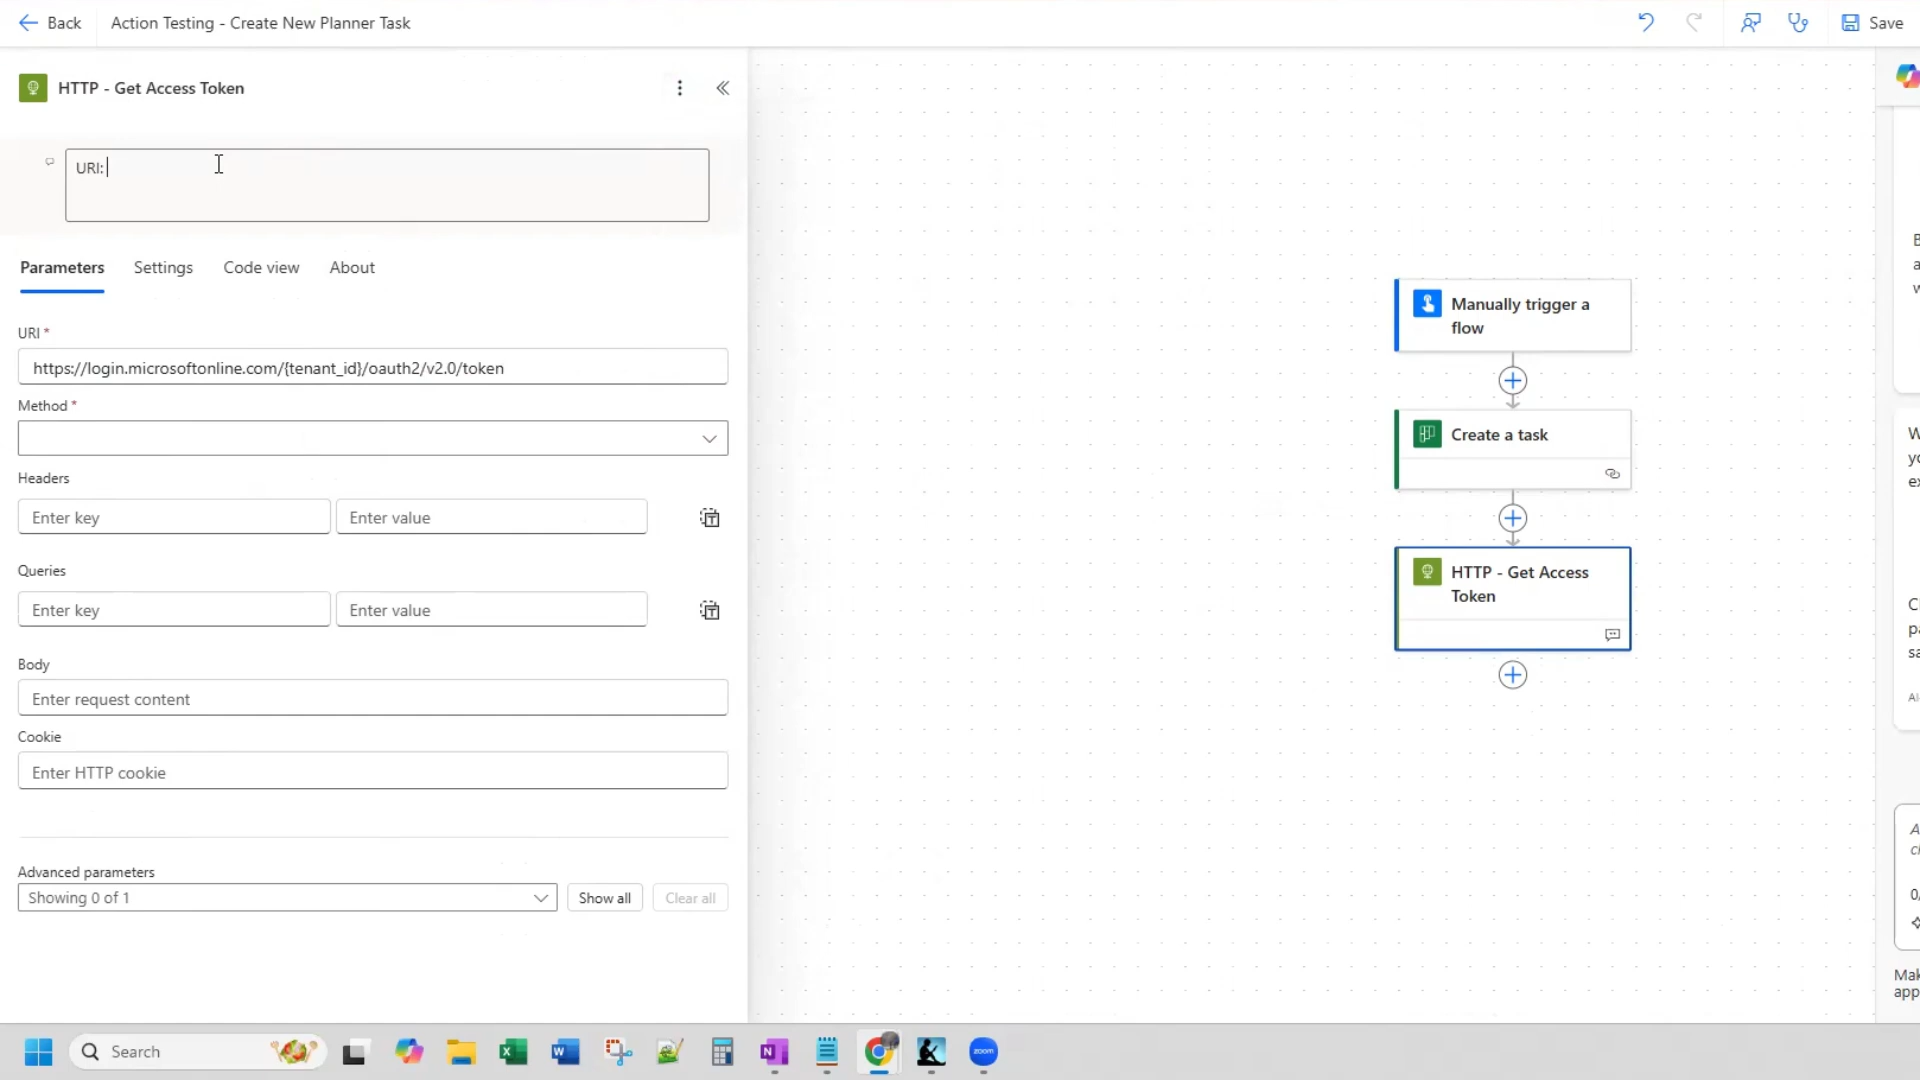 Back
Action Testing - Create New Planner Task
Save
HTTP - Get Access Token
URI:
Parameters
Settings
Code view
About
URI *
https://login.microsoftonline.com/{tenant_id}/oauth2/v2.0/token
Method *
Headers
Enter key
Enter value
Queries
Enter key
Enter value
Body
Enter request content
Cookie
Enter HTTP cookie
Advanced parameters
Showing 0 of 1
Show all
Clear all
Manually trigger a
flow
Create a task
HTTP - Get Access
Token
Search
zoom